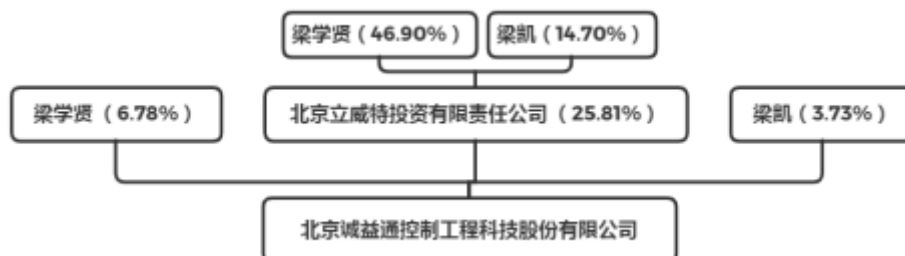 梁学贤（46.90%）
梁凯（14.70%）
梁学贤（6.78%）
北京立威特投资有限责任公司（25.81%）
梁凯（3.73%）
北京诚益通控制工程科技股份有限公司